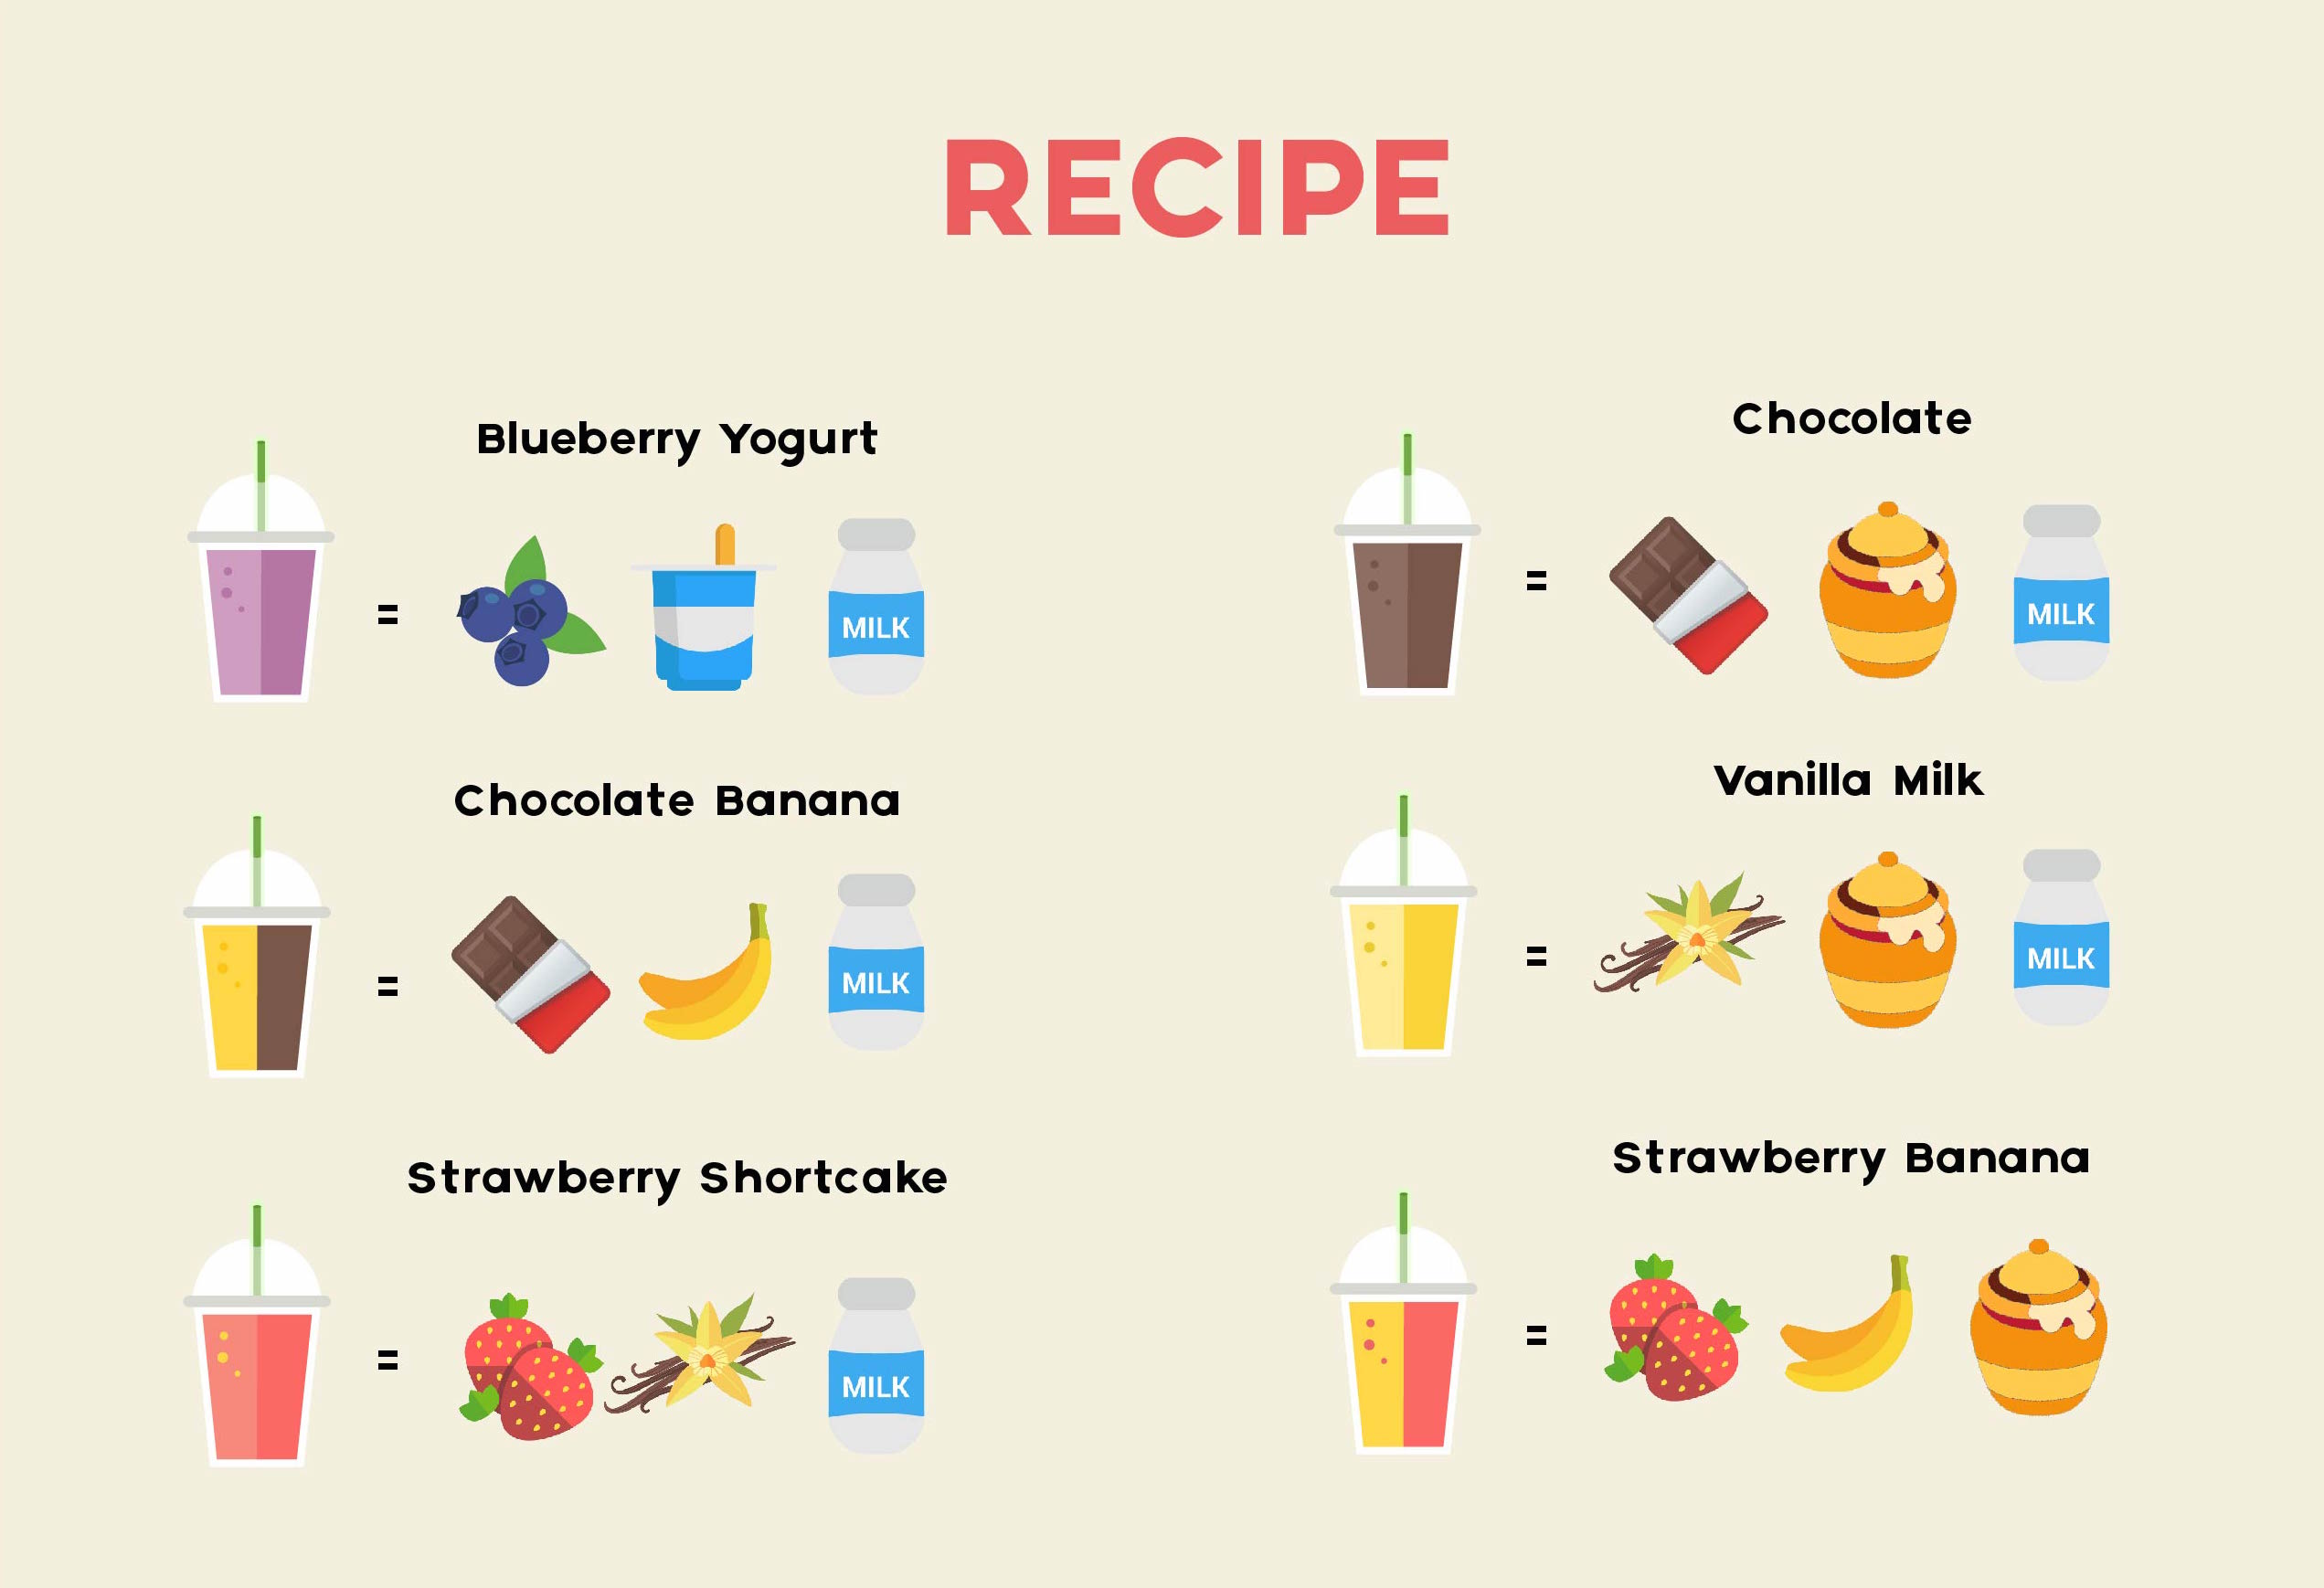 RECIPE
Blueberry Yogurt
=
MILK
Chocolate Banana
=
MILK
Strawberry Shortcake
=
MILK
Chocolate
=
MILK
Vanilla Milk
=
MILK
Strawberry Banana
=